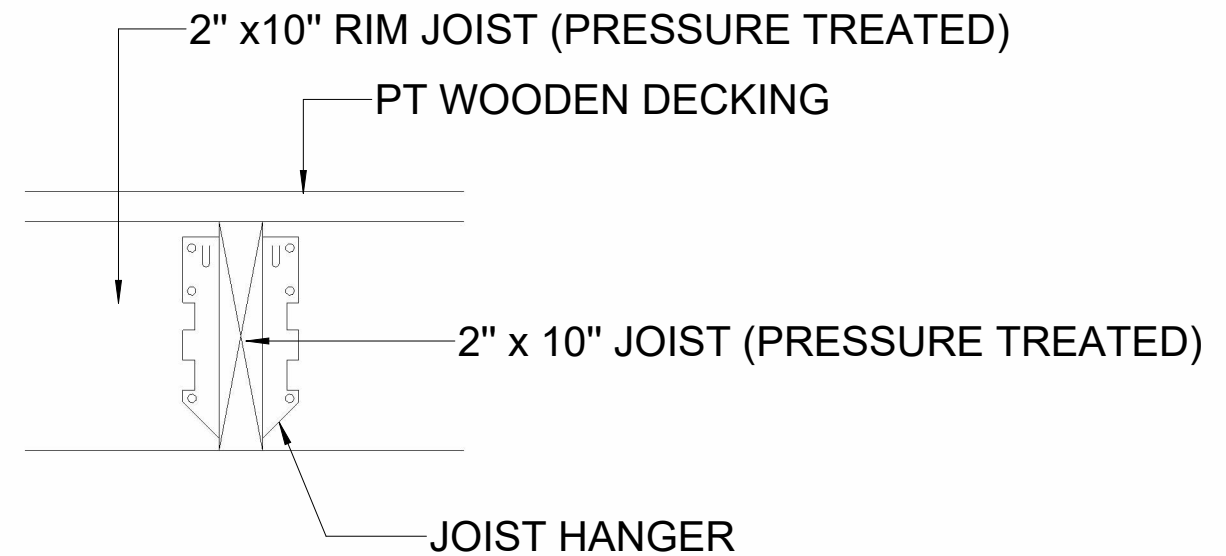 2" x10" RIM JOIST (PRESSURE TREATED)
PT WOODEN DECKING
2" x 10" JOIST (PRESSURE TREATED)
JOIST HANGER